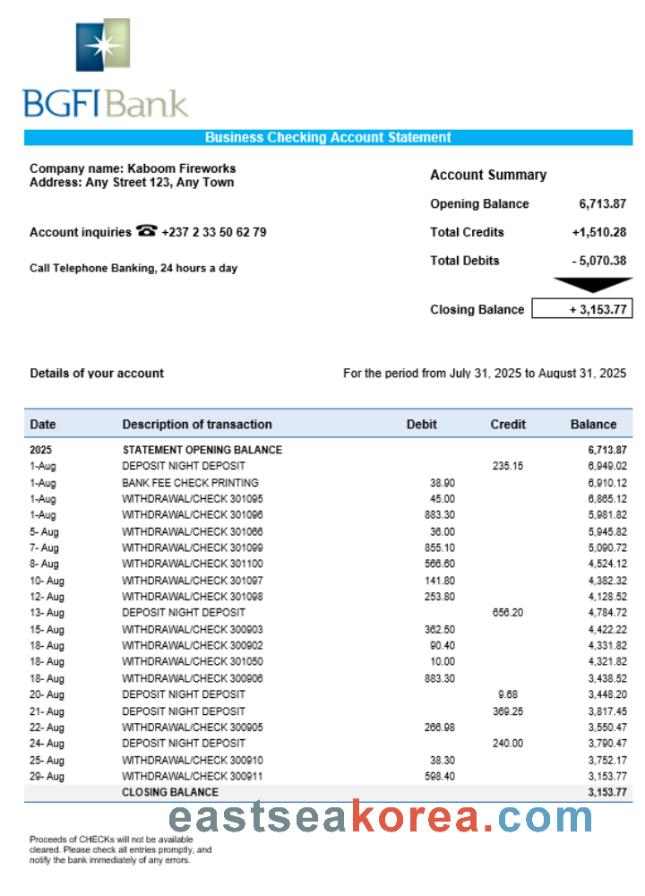 BGFIBank
Business Checking Account Statement
Company name: Kaboom Fireworks
Address: Any Street 123, Any Town
Account inquiries ☎ +237 2 33 50 62 79
Call Telephone Banking, 24 hours a day
Account Summary
Opening Balance 6,713.87
Total Credits +1,510.28
Total Debits - 5,070.38
Closing Balance + 3,153.77
Details of your account For the period from July 31, 2025 to August 31, 2025
Date Description of transaction Debit Credit Balance
2025 STATEMENT OPENING BALANCE 6,713.87
1-Aug DEPOSIT NIGHT DEPOSIT 235.15 6,949.02
1-Aug BANK FEE CHECK PRINTING 38.90 6,910.12
1-Aug WITHDRAWAL/CHECK 301095 45.00 6,865.12
1-Aug WITHDRAWAL/CHECK 301096 883.30 5,981.82
5- Aug WITHDRAWAL/CHECK 301066 36.00 5,945.82
7- Aug WITHDRAWAL/CHECK 301099 855.10 5,090.72
8- Aug WITHDRAWAL/CHECK 301100 566.60 4,524.12
10- Aug WITHDRAWAL/CHECK 301097 141.80 4,382.32
12- Aug WITHDRAWAL/CHECK 301098 253.80 4,128.52
13- Aug DEPOSIT NIGHT DEPOSIT 656.20 4,784.72
15- Aug WITHDRAWAL/CHECK 300903 362.50 4,422.22
18- Aug WITHDRAWAL/CHECK 300902 90.40 4,331.82
18- Aug WITHDRAWAL/CHECK 301050 10.00 4,321.82
18- Aug WITHDRAWAL/CHECK 300906 883.30 3,438.52
20- Aug DEPOSIT NIGHT DEPOSIT 9.68 3,448.20
21- Aug DEPOSIT NIGHT DEPOSIT 369.25 3,817.45
22- Aug WITHDRAWAL/CHECK 300905 266.98 3,550.47
24- Aug DEPOSIT NIGHT DEPOSIT 240.00 3,790.47
25- Aug WITHDRAWAL/CHECK 300910 38.30 3,752.17
29- Aug WITHDRAWAL/CHECK 300911 598.40 3,153.77
CLOSING BALANCE 3,153.77
eastseakorea.com
Proceeds of CHECKs will not be available
cleared. Please check all entries promptly, and
notify the bank immediately of any errors.